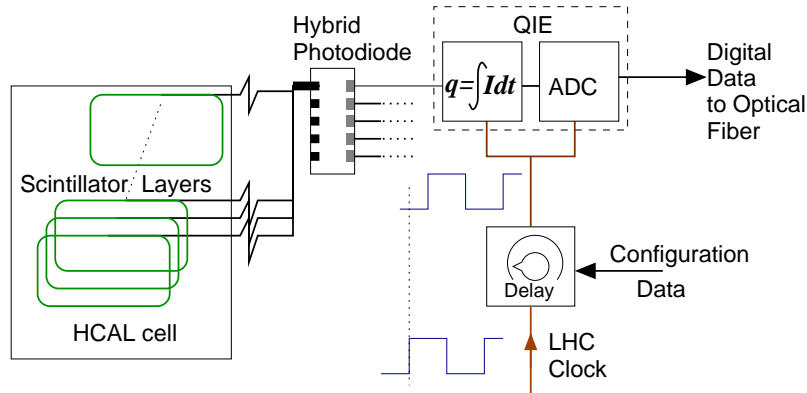 Hybrid
Photodiode
QIE
q=∫Idt
ADC
Digital
Data
to Optical
Fiber
Scintillator Layers
HCAL cell
Delay
Configuration
Data
LHC
Clock